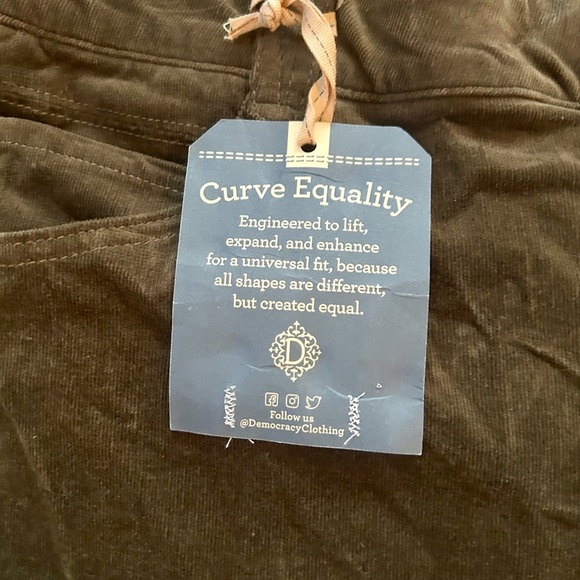 Curve Equality
Engineered to lift,
expand, and enhance
for a universal fit, because
all shapes are different,
but created equal.
D
Follow us
@DemocracyClothing